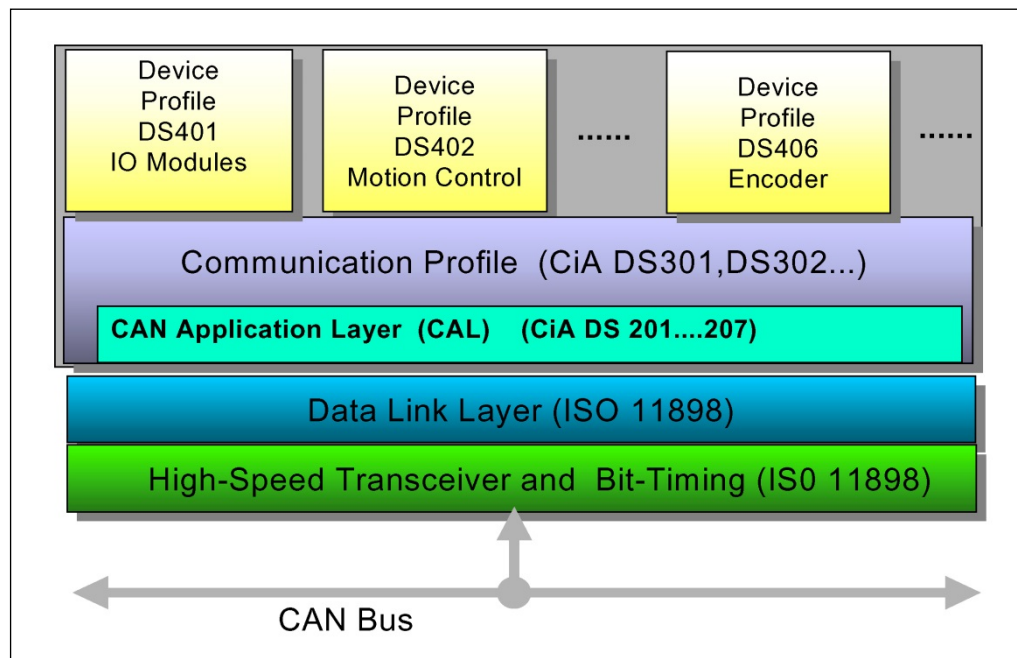 Device
Profile
DS401
IO Modules
Device
Profile
DS402
Motion Control
......
Device
Profile
DS406
Encoder
......
Communication Profile (CiA DS301,DS302...)
CAN Application Layer (CAL) (CiA DS 201....207)
Data Link Layer (ISO 11898)
High-Speed Transceiver and Bit-Timing (IS0 11898)
CAN Bus